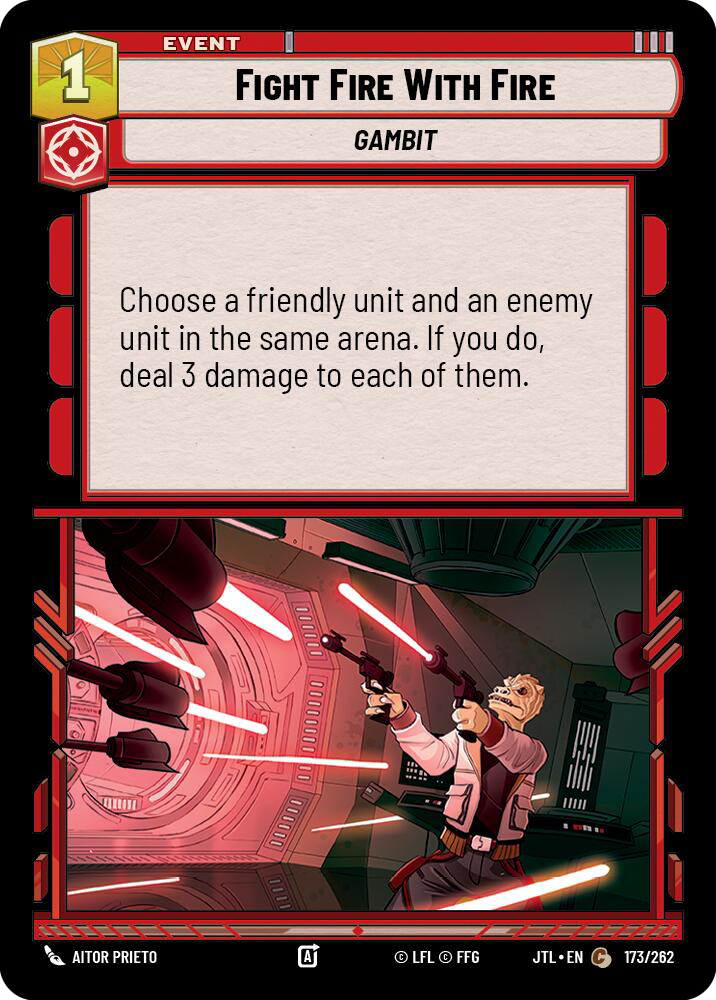 EVENT
1
FIGHT FIRE WITH FIRE
GAMBIT
Choose a friendly unit and an enemy
unit in the same arena. If you do,
deal 3 damage to each of them.
AITOR PRIETO
A
© LFL © FFG
JTL • EN
C
173/262